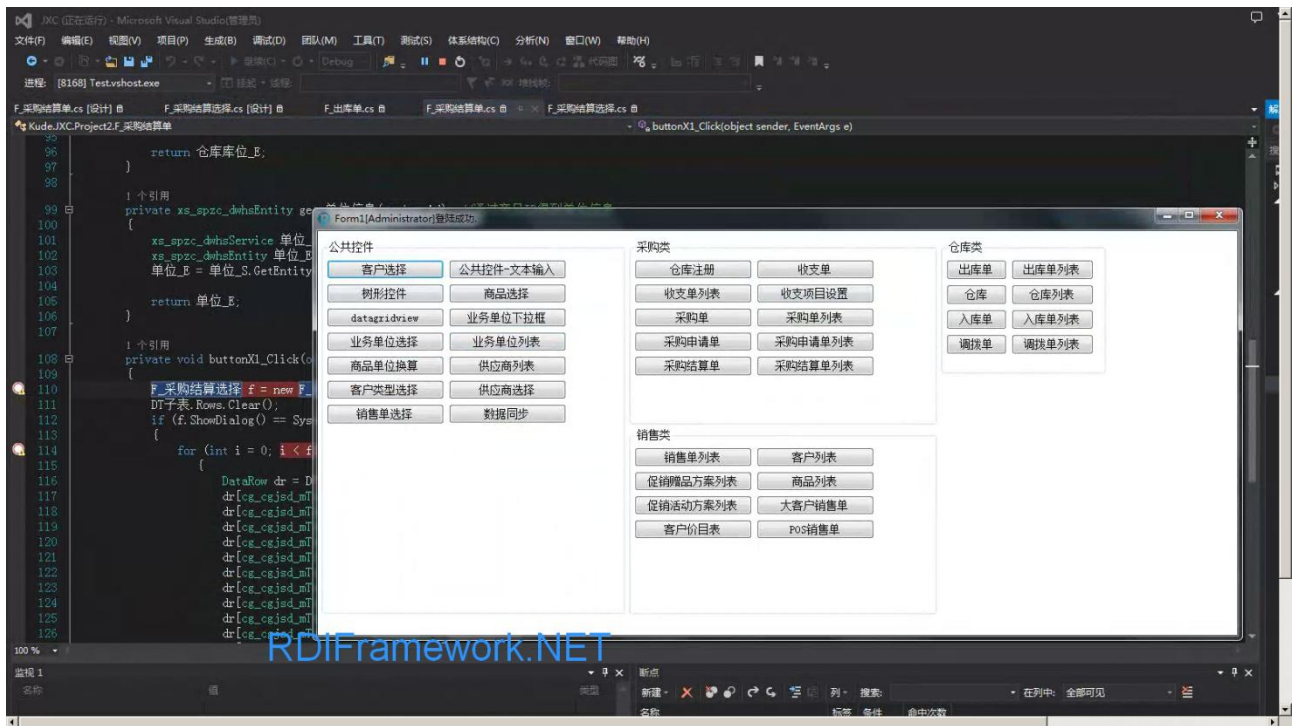 JXC (正在运行) - Microsoft Visual Studio(管理员)
文件(F) 编辑(E) 视图(V) 项目(P) 生成(B) 调试(D) 团队(M) 工具(T) 测试(S) 体系结构(C) 分析(N) 窗口(W) 帮助(H)
继续(C) Debug 代码图
进程: [8168] Test.vshost.exe 挂起 线程: 堆栈帧:
F_采购结算单.cs [设计] F_采购结算选择.cs [设计] F_出库单.cs F_采购结算单.cs F_采购结算选择.cs
Kude.JXC.Project2.F_采购结算单 buttonX1_Click(object sender, EventArgs e)
95
96 return 仓库库位_E;
97 }
98
1 个引用
99 private xs_spzc_dwhsEntity ge
100 {
101 xs_spzc_dwhsService 单位_
102 xs_spzc_dwhsEntity 单位_E
103 单位_E = 单位_S.GetEntity
104
105 return 单位_E;
106 }
107
1 个引用
108 private void buttonX1_Click(o
109 {
110 F_采购结算选择 f = new F_
111 DT子表.Rows.Clear();
112 if (f.ShowDialog() == Sys
113 {
114 for (int i = 0; i < f
115 {
116 DataRow dr = D
117 dr[cg_cgjsd_mT
118 dr[cg_cgjsd_mT
119 dr[cg_cgjsd_mT
120 dr[cg_cgjsd_mT
121 dr[cg_cgjsd_mT
122 dr[cg_cgjsd_mT
123 dr[cg_cgjsd_mT
124 dr[cg_cgjsd_mT
125 dr[cg_cgjsd_mT
126
Form1[Administrator]登陆成功.
公共控件
客户选择 公共控件-文本输入
树形控件 商品选择
datagridview 业务单位下拉框
业务单位选择 业务单位列表
商品单位换算 供应商列表
客户类型选择 供应商选择
销售单选择 数据同步
采购类
仓库注册 收支单
收支单列表 收支项目设置
采购单 采购单列表
采购申请单 采购申请单列表
采购结算单 采购结算单列表
销售类
销售单列表 客户列表
促销赠品方案列表 商品列表
促销活动方案列表 大客户销售单
客户价目表 POS销售单
仓库类
出库单 出库单列表
仓库 仓库列表
入库单 入库单列表
调拨单 调拨单列表
RDIFramework.NET
100 %
监视 1
名称 值 类型
断点
新建 列 搜索: 在列中: 全部可见
名称 标签 条件 命中次数